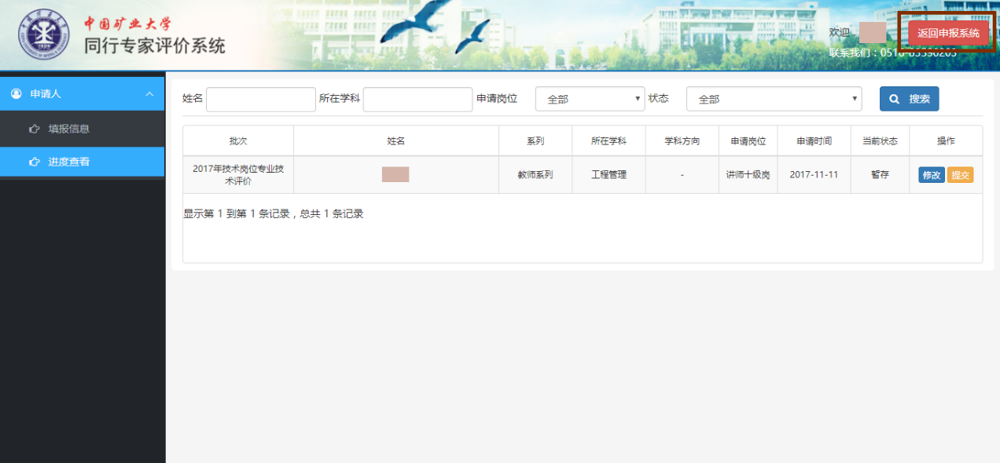 中国矿业大学
同行专家评价系统
欢迎
返回申报系统
联系我们：0516-83590205
申请人
填报信息
进度查看
姓名 所在学科 申请岗位 全部 状态 全部 搜索
批次 姓名 系列 所在学科 学科方向 申请岗位 申请时间 当前状态 操作
2017年技术岗位专业技 教师系列 工程管理 - 讲师十级岗 2017-11-11 暂存 修改 提交
术评价
显示第 1 到第 1 条记录，总共 1 条记录